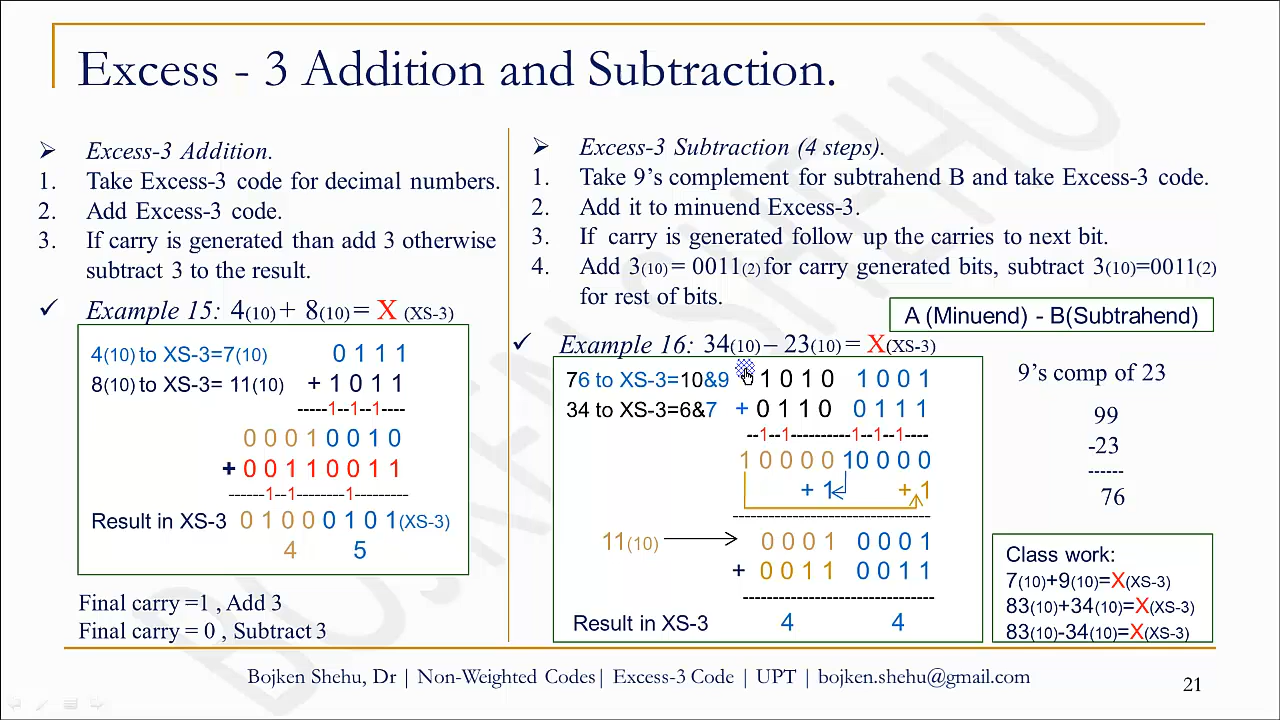 Excess - 3 Addition and Subtraction.
➢ Excess-3 Addition.
1. Take Excess-3 code for decimal numbers.
2. Add Excess-3 code.
3. If carry is generated than add 3 otherwise
subtract 3 to the result.
✓ Example 15: 4(10) + 8(10) = X (XS-3)
4(10) to XS-3=7(10) 0 1 1 1
8(10) to XS-3= 11(10) + 1 0 1 1
-----1--1--1----
0 0 0 1 0 0 1 0
+ 0 0 1 1 0 0 1 1
------1--1--------1---------
Result in XS-3 0 1 0 0 0 1 0 1 (XS-3)
4 5
Final carry =1 , Add 3
Final carry = 0 , Subtract 3
➢ Excess-3 Subtraction (4 steps).
1. Take 9's complement for subtrahend B and take Excess-3 code.
2. Add it to minuend Excess-3.
3. If carry is generated follow up the carries to next bit.
4. Add 3(10) = 0011(2) for carry generated bits, subtract 3(10)=0011(2)
for rest of bits.
A (Minuend) - B(Subtrahend)
✓ Example 16: 34(10) – 23(10) = X(XS-3)
76 to XS-3=10&9 1 0 1 0 1 0 0 1
34 to XS-3=6&7 + 0 1 1 0 0 1 1 1
--1--1----------1--1--1----
1 0 0 0 0 10 0 0 0
+ 1 + 1
--------------------------------
11(10) 0 0 0 1 0 0 0 1
+ 0 0 1 1 0 0 1 1
-------------------------------
Result in XS-3 4 4
9's comp of 23
99
-23
------
76
Class work:
7(10)+9(10)=X(XS-3)
83(10)+34(10)=X(XS-3)
83(10)-34(10)=X(XS-3)
Bojken Shehu, Dr | Non-Weighted Codes| Excess-3 Code | UPT | bojken.shehu@gmail.com
21
BOJKEN SHEHU